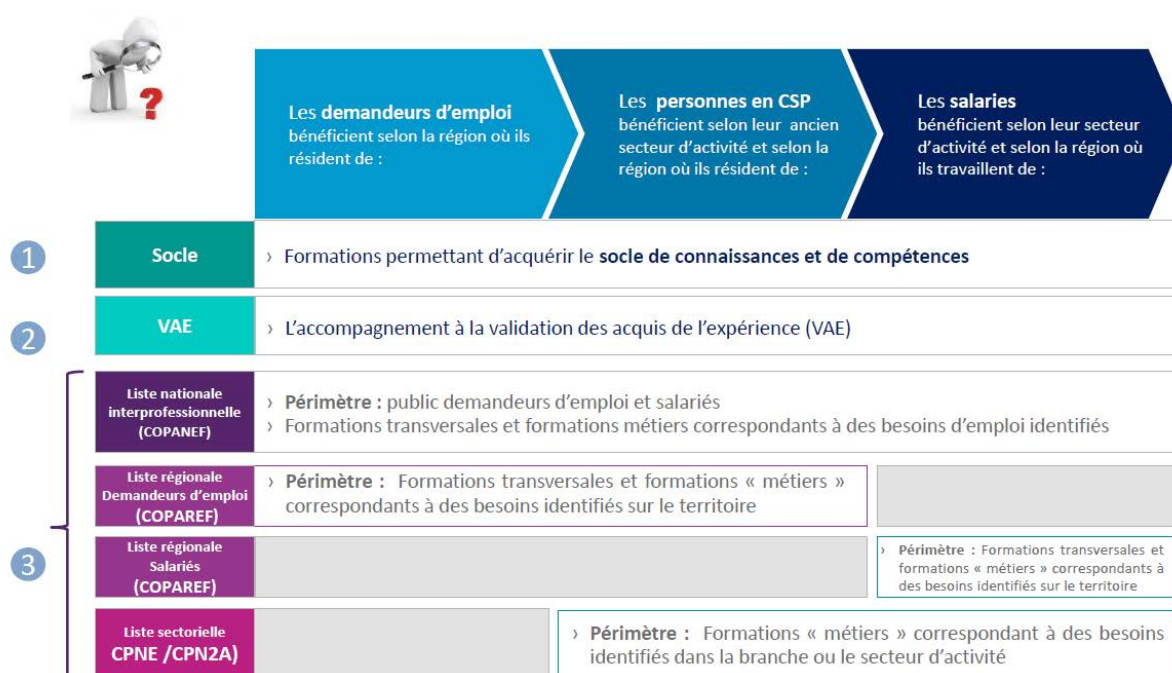 ?
Les demandeurs d'emploi
bénéficient selon la région où ils
résident de :
Les personnes en CSP
bénéficient selon leur ancien
secteur d'activité et selon la
région où ils résident de :
Les salaries
bénéficient selon leur secteur
d'activité et selon la région où
ils travaillent de :
1
Socle
› Formations permettant d'acquérir le socle de connaissances et de compétences
2
VAE
› L'accompagnement à la validation des acquis de l'expérience (VAE)
3
Liste nationale
interprofessionnelle
(COPANEF)
› Périmètre : public demandeurs d'emploi et salariés
› Formations transversales et formations métiers correspondants à des besoins d'emploi identifiés
Liste régionale
Demandeurs d'emploi
(COPAREF)
› Périmètre : Formations transversales et formations « métiers »
correspondants à des besoins identifiés sur le territoire
Liste régionale
Salariés
(COPAREF)
› Périmètre : Formations transversales et
formations « métiers » correspondants à
des besoins identifiés sur le territoire
Liste sectorielle
CPNE /CPN2A)
› Périmètre : Formations « métiers » correspondant à des besoins
identifiés dans la branche ou le secteur d'activité